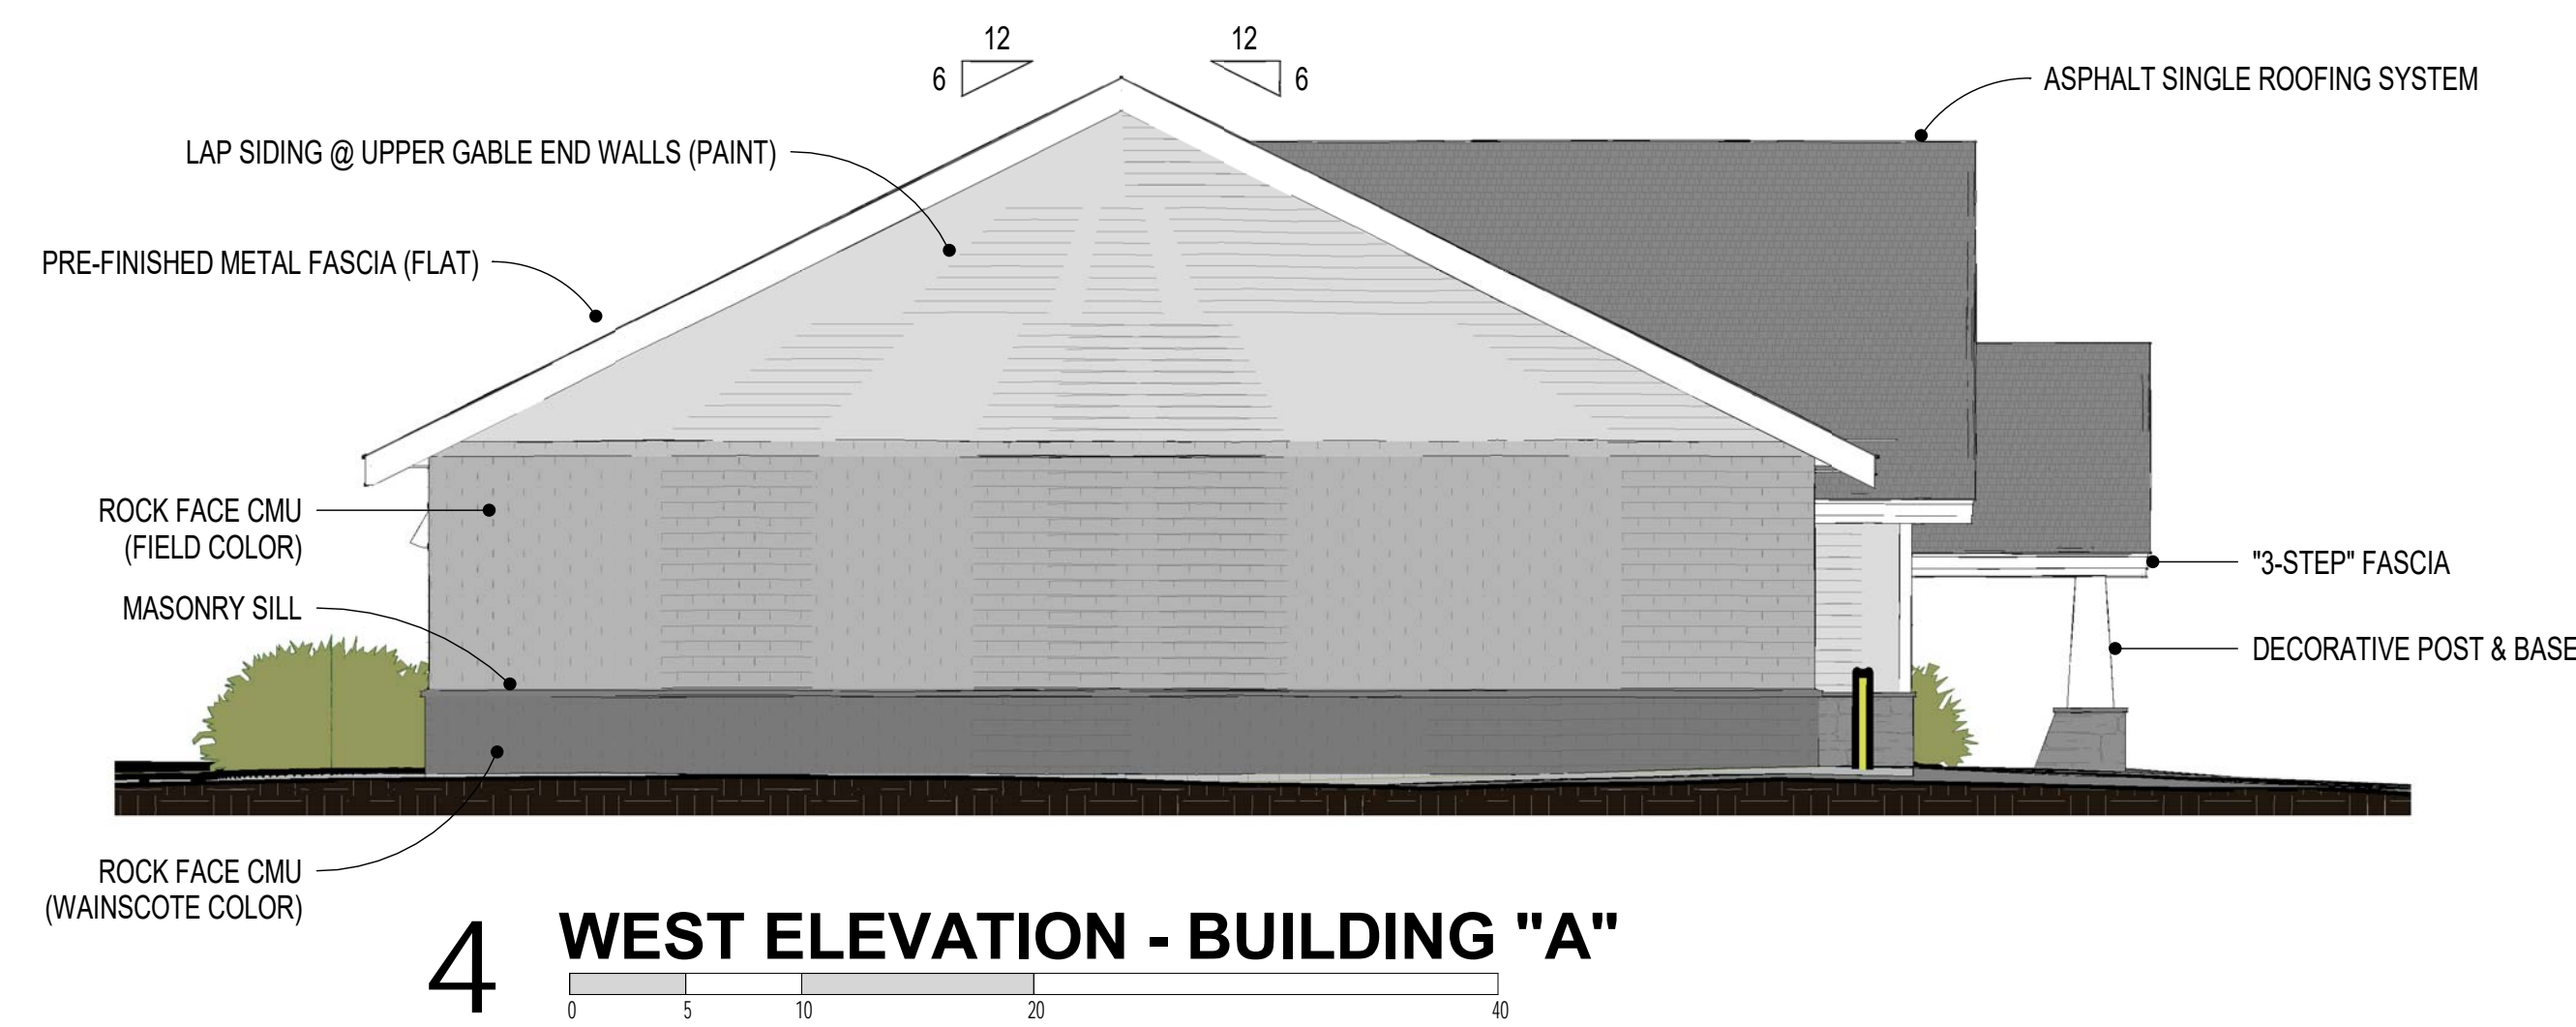 12
12
6
6
ASPHALT SINGLE ROOFING SYSTEM
LAP SIDING @ UPPER GABLE END WALLS (PAINT)
PRE-FINISHED METAL FASCIA (FLAT)
ROCK FACE CMU
(FIELD COLOR)
"3-STEP" FASCIA
MASONRY SILL
DECORATIVE POST & BASE
ROCK FACE CMU
(WAINSCOTE COLOR)
4
WEST ELEVATION - BUILDING "A"
0 5 10 20 40